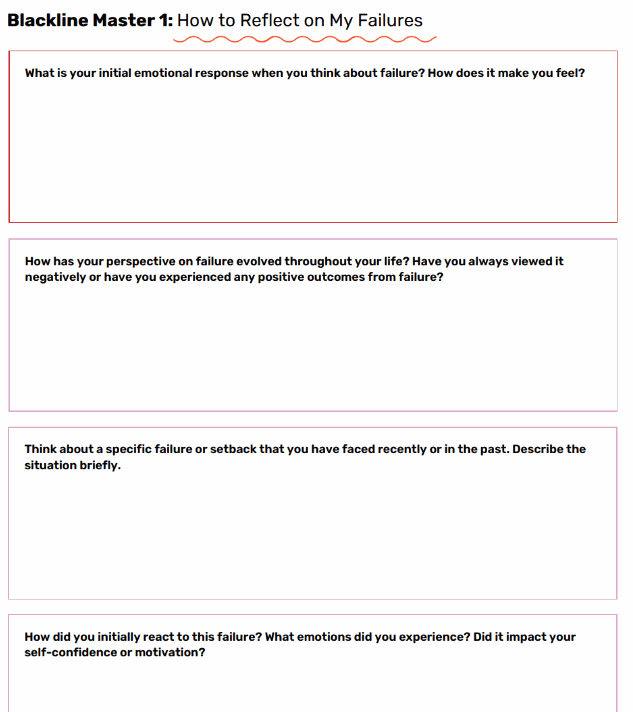 Blackline Master 1: How to Reflect on My Failures
What is your initial emotional response when you think about failure? How does it make you feel?
How has your perspective on failure evolved throughout your life? Have you always viewed it
negatively or have you experienced any positive outcomes from failure?
Think about a specific failure or setback that you have faced recently or in the past. Describe the
situation briefly.
How did you initially react to this failure? What emotions did you experience? Did it impact your
self-confidence or motivation?